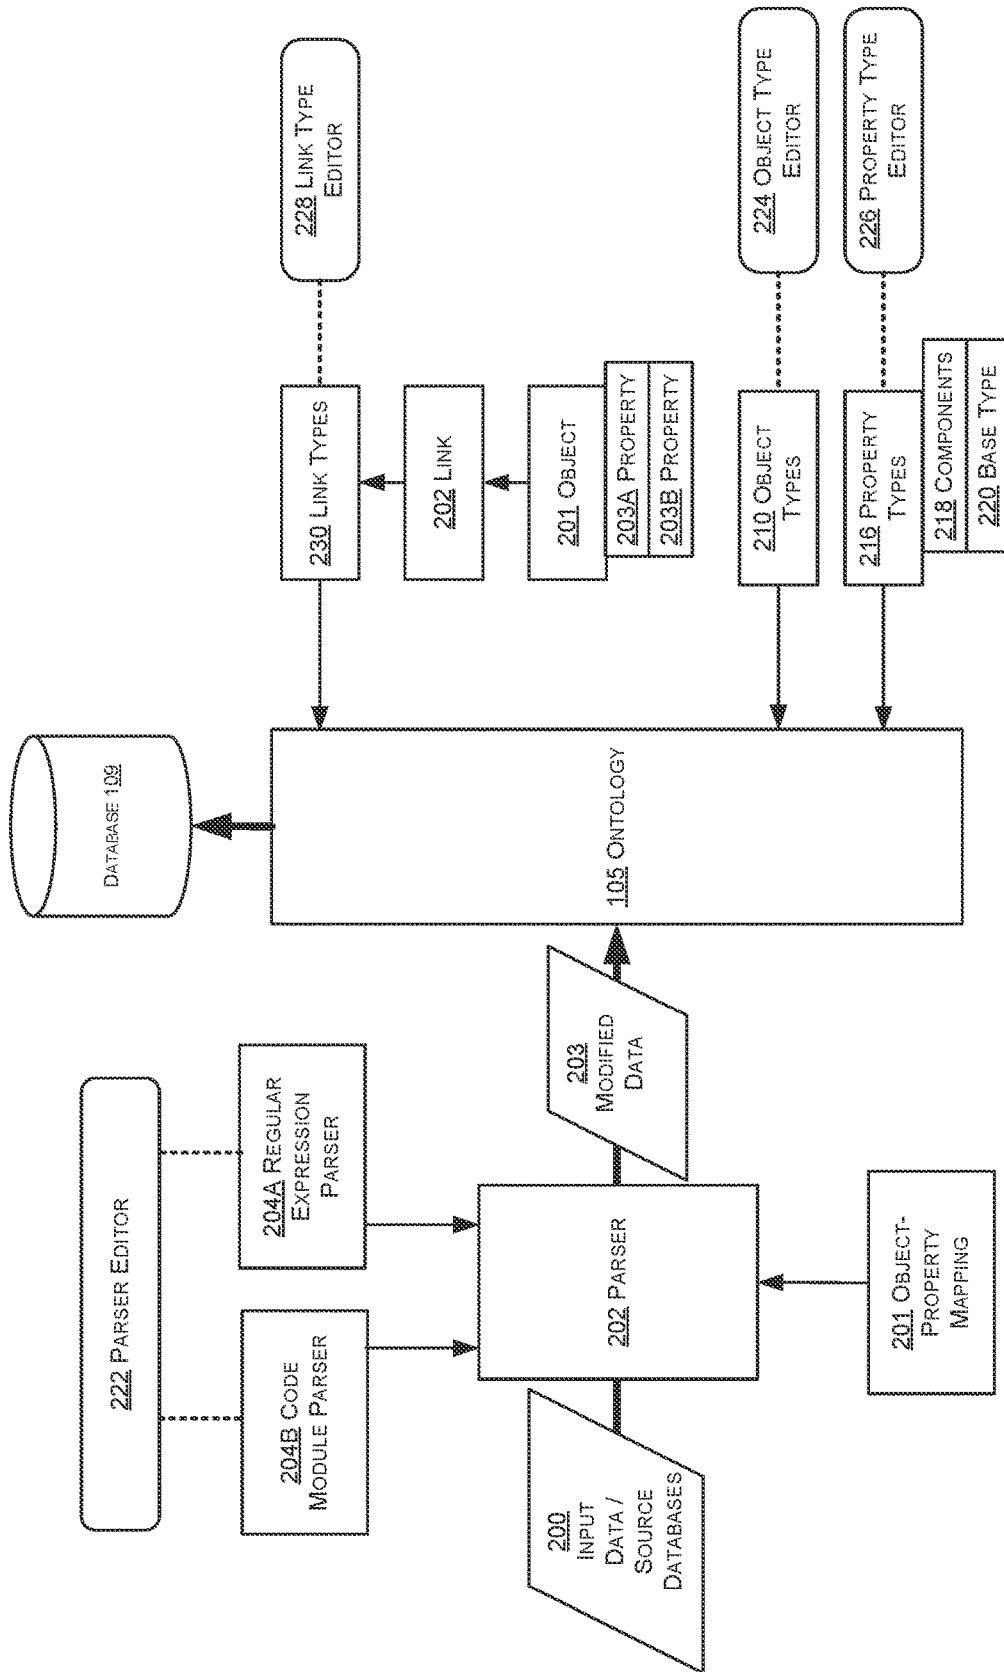 222 PARSER EDITOR
204B CODE
MODULE PARSER
204A REGULAR
EXPRESSION
PARSER
200
INPUT
DATA /
SOURCE
DATABASES
202 PARSER
203
MODIFIED
DATA
201 OBJECT-
PROPERTY
MAPPING
DATABASE 109
105 ONTOLOGY
230 LINK TYPES
228 LINK TYPE
EDITOR
202 LINK
201 OBJECT
203A PROPERTY
203B PROPERTY
210 OBJECT
TYPES
224 OBJECT TYPE
EDITOR
216 PROPERTY
TYPES
226 PROPERTY TYPE
EDITOR
218 COMPONENTS
220 BASE TYPE